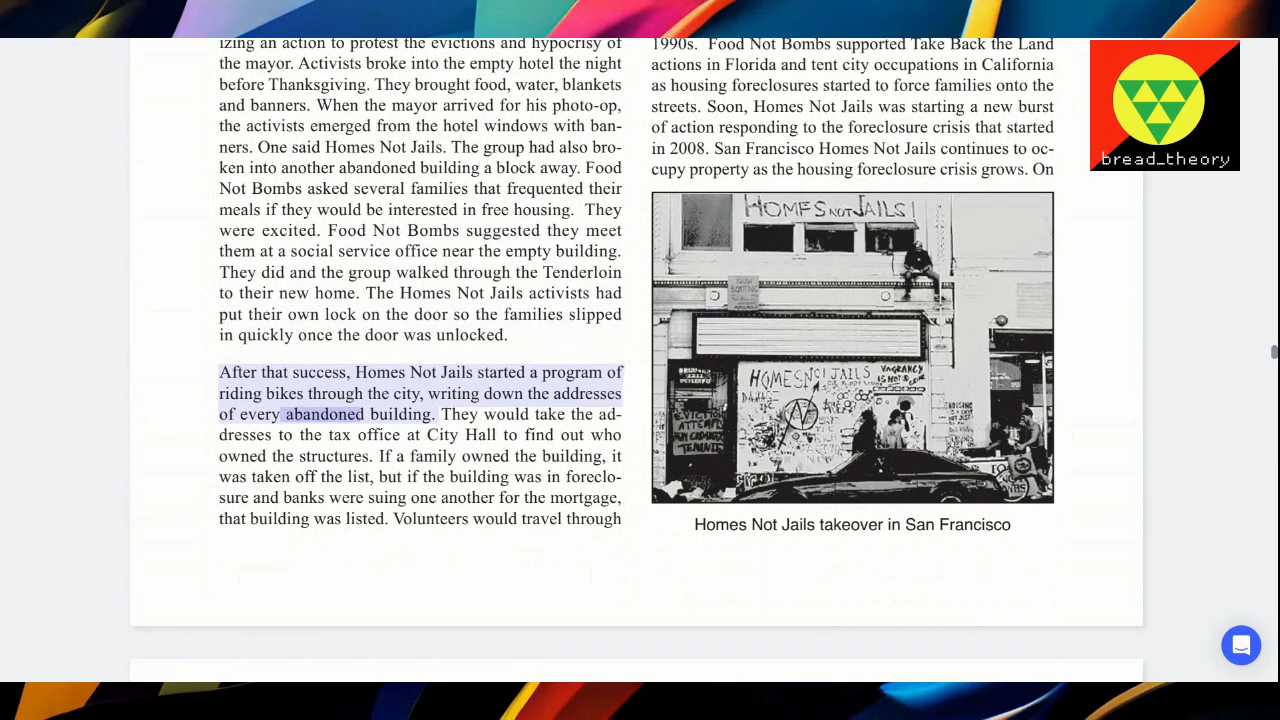 izing an action to protest the evictions and hypocrisy of
the mayor. Activists broke into the empty hotel the night
before Thanksgiving. They brought food, water, blankets
and banners. When the mayor arrived for his photo-op,
the activists emerged from the hotel windows with ban-
ners. One said Homes Not Jails. The group had also bro-
ken into another abandoned building a block away. Food
Not Bombs asked several families that frequented their
meals if they would be interested in free housing.  They
were excited. Food Not Bombs suggested they meet
them at a social service office near the empty building.
They did and the group walked through the Tenderloin
to their new home. The Homes Not Jails activists had
put their own lock on the door so the families slipped
in quickly once the door was unlocked.
After that success, Homes Not Jails started a program of
riding bikes through the city, writing down the addresses
of every abandoned building. They would take the ad-
dresses to the tax office at City Hall to find out who
owned the structures. If a family owned the building, it
was taken off the list, but if the building was in foreclo-
sure and banks were suing one another for the mortgage,
that building was listed. Volunteers would travel through
1990s.  Food Not Bombs supported Take Back the Land
actions in Florida and tent city occupations in California
as housing foreclosures started to force families onto the
streets. Soon, Homes Not Jails was starting a new burst
of action responding to the foreclosure crisis that started
in 2008. San Francisco Homes Not Jails continues to oc-
cupy property as the housing foreclosure crisis grows. On
HOMES NOT JAILS!
HOMES NOT JAILS
VAGRANCY
IS NOT A CRIME
EVICTION
Homes Not Jails takeover in San Francisco
bread_theory